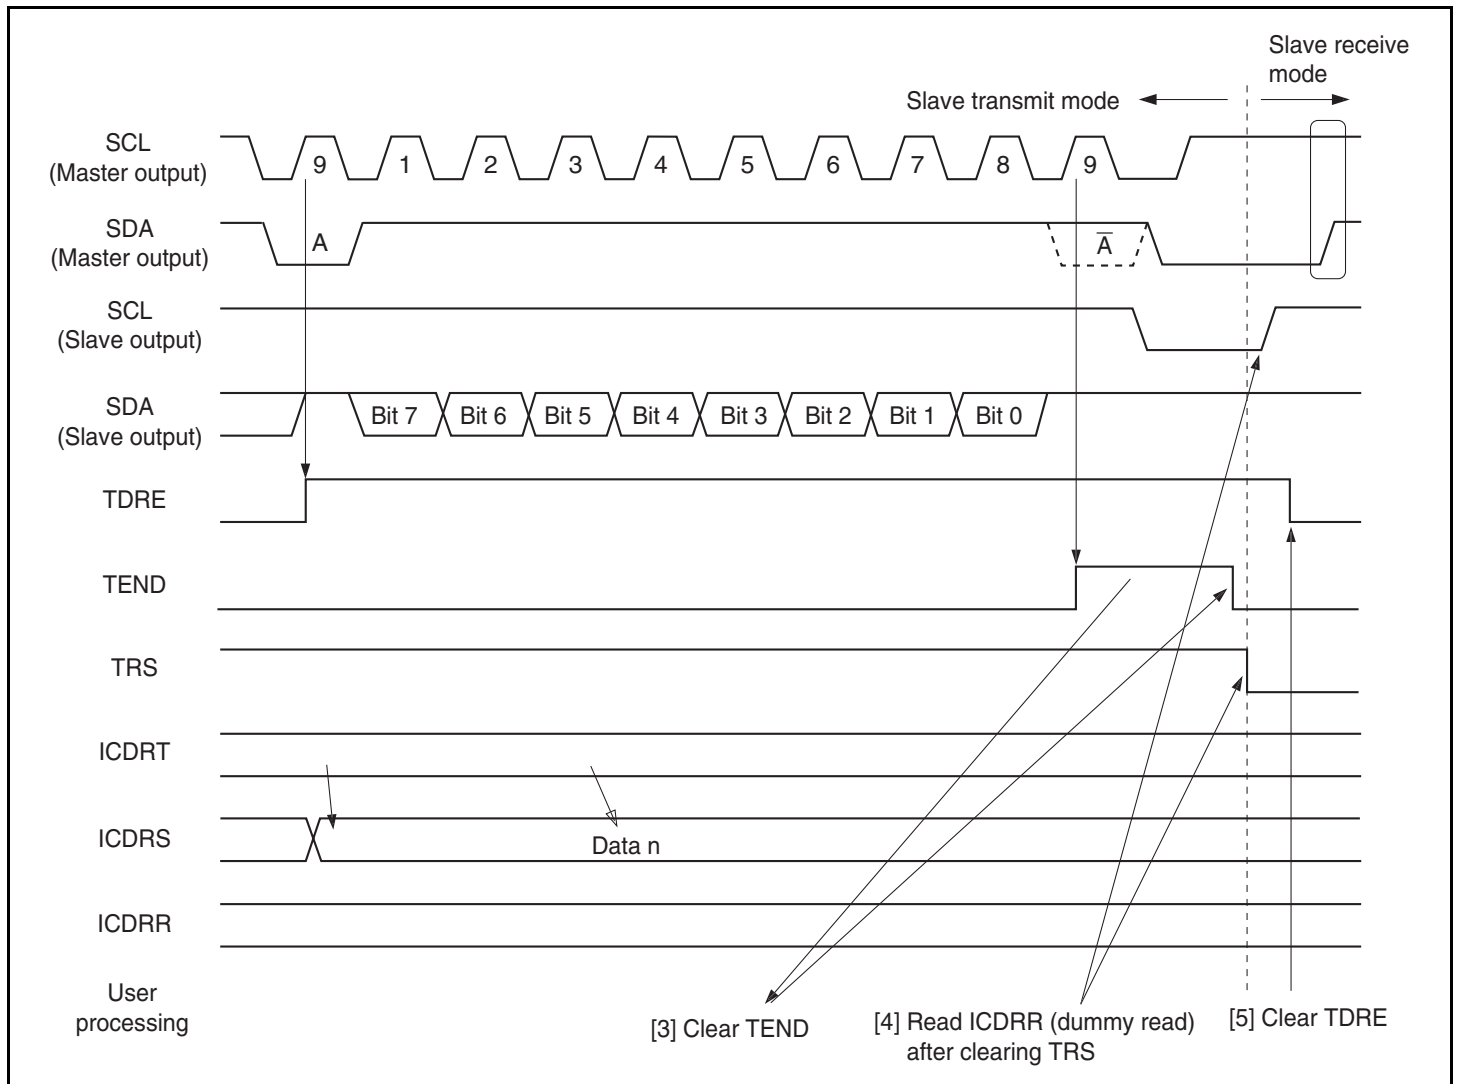 Slave receive
mode
Slave transmit mode
SCL
(Master output)
9 1 2 3 4 5 6 7 8 9
SDA
(Master output)
A A̅
SCL
(Slave output)
SDA
(Slave output)
Bit 7 Bit 6 Bit 5 Bit 4 Bit 3 Bit 2 Bit 1 Bit 0
TDRE
TEND
TRS
ICDRT
ICDRS
Data n
ICDRR
User
processing
[3] Clear TEND
[4] Read ICDRR (dummy read)
after clearing TRS
[5] Clear TDRE